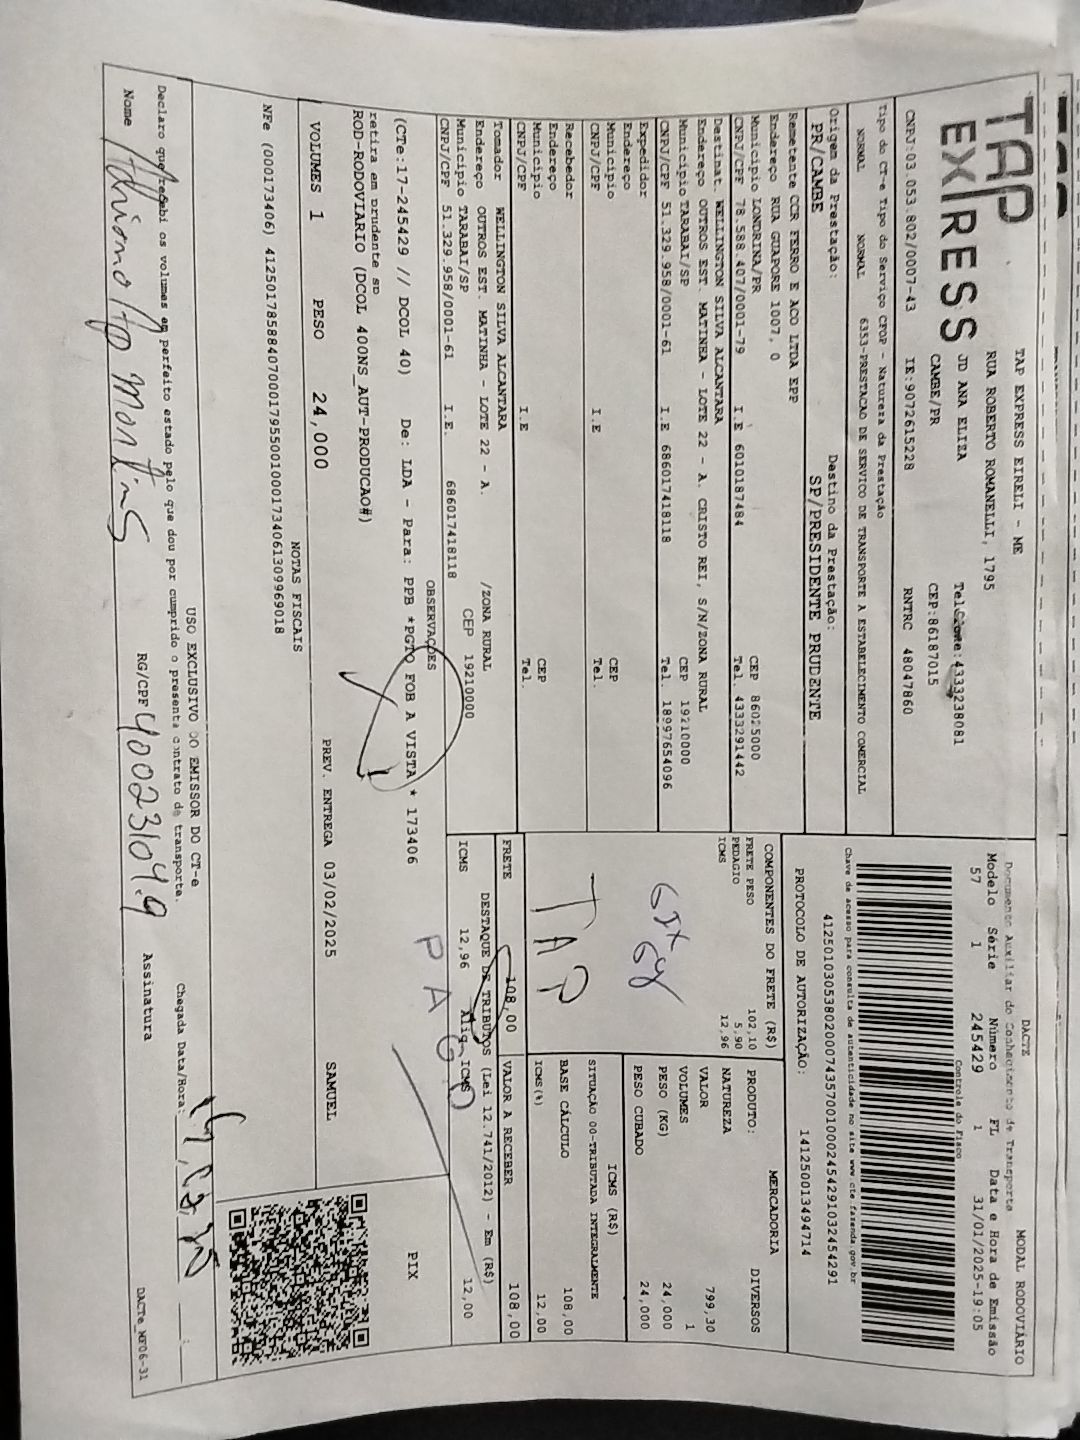 TAP
EXPRESS
TAP EXPRESS EIRELI - ME
RUA ROBERTO ROMANELLI, 1795
JD ANA ELIZA
CAMBE/PR
Telefone: 4333238081
CEP:86187015
CNPJ:03.053.802/0007-43 IE:9072615228 RNTRC 48047860
DACTE MODAL RODOVIÁRIO
Documento Auxiliar do Conhecimento de Transporte
Modelo Série Número FL Data e Hora de Emissão
57 1 245429 1 31/01/2025-19:05
Controle do Fisco
Chave de acesso para consulta de autenticidade no site www.cte.fazenda.gov.br
41250103053802000743570010002454291032454291
PROTOCOLO DE AUTORIZAÇÃO: 141250013494714
Tipo do CT-e Tipo do Serviço CFOP - Natureza da Prestação
NORMAL NORMAL 6353-PRESTACAO DE SERVICO DE TRANSPORTE A ESTABELECIMENTO COMERCIAL
Origem da Prestação: Destino da Prestação:
PR/CAMBE SP/PRESIDENTE PRUDENTE
Remetente CCR FERRO E ACO LTDA EPP
Endereço RUA GUAPORE 1007, 0
Município LONDRINA/PR CEP 86025000
CNPJ/CPF 78.588.407/0001-79 I.E 6010187484 Tel. 4333291442
Destinat. WELLINGTON SILVA ALCANTARA
Endereço OUTROS EST. MATINHA - LOTE 22 - A. CRISTO REI, S/N/ZONA RURAL
Município TARABAI/SP CEP 19210000
CNPJ/CPF 51.329.958/0001-61 I.E 686017418118 Tel. 18997654096
Expedidor
Endereço
Município CEP
CNPJ/CPF I.E Tel.
Recebedor
Endereço
Município CEP
CNPJ/CPF I.E Tel.
Tomador WELLINGTON SILVA ALCANTARA
Endereço OUTROS EST. MATINHA - LOTE 22 - A. /ZONA RURAL
Município TARABAI/SP CEP 19210000
CNPJ/CPF 51.329.958/0001-61 I.E. 686017418118
COMPONENTES DO FRETE (R$)
FRETE PESO 102,10
PEDAGIO 5,90
ICMS 12,96
TAP
MERCADORIA
PRODUTO: DIVERSOS
NATUREZA
VALOR 799,30
VOLUMES 1
PESO (KG) 24,000
PESO CUBADO 24,000
ICMS (R$)
SITUAÇÃO 00-TRIBUTADA INTEGRALMENTE
BASE CÁLCULO 108,00
ICMS(%) 12,00
FRETE 108,00 VALOR A RECEBER 108,00
DESTAQUE DE TRIBUTOS (Lei 12.741/2012) - Em (R$)
ICMS 12,96 Aliq. ICMS 12,00
PAGO
PIX
OBSERVAÇÕES
(CTe:17-245429 // DCOL 40) De: LDA - Para: PPB *PGTO FOB A VISTA * 173406
retira em prudente sp
ROD-RODOVIARIO (DCOL 400NS_AUT-PRODUCAO#)
VOLUMES 1 PESO 24,000 PREV. ENTREGA 03/02/2025 SAMUEL
NOTAS FISCAIS
NFe (000173406) 41250178588407000179550010001734061309969018
USO EXCLUSIVO DO EMISSOR DO CT-e
Declaro que recebi os volumes em perfeito estado pelo que dou por cumprido o presente contrato de transporte.
Chegada Data/Hora:
Nome Martins RG/CPF 40023104.9 Assinatura
DACTe_MF06-31